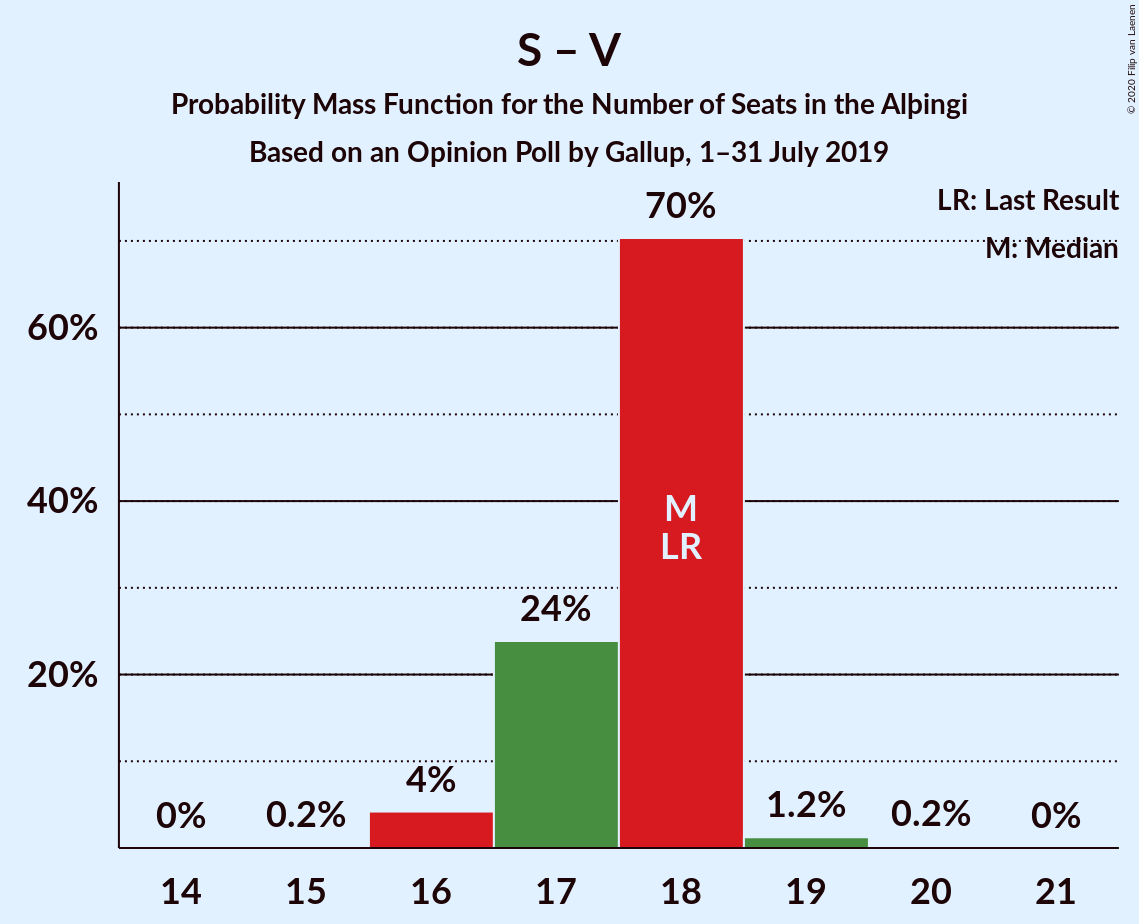 S – V
Probability Mass Function for the Number of Seats in the Alþingi
Based on an Opinion Poll by Gallup, 1–31 July 2019
© 2020 Filip van Laenen
LR: Last Result
M: Median
60%
40%
20%
0%
0.2%
4%
24%
70%
M
LR
1.2%
0.2%
0%
14 15 16 17 18 19 20 21